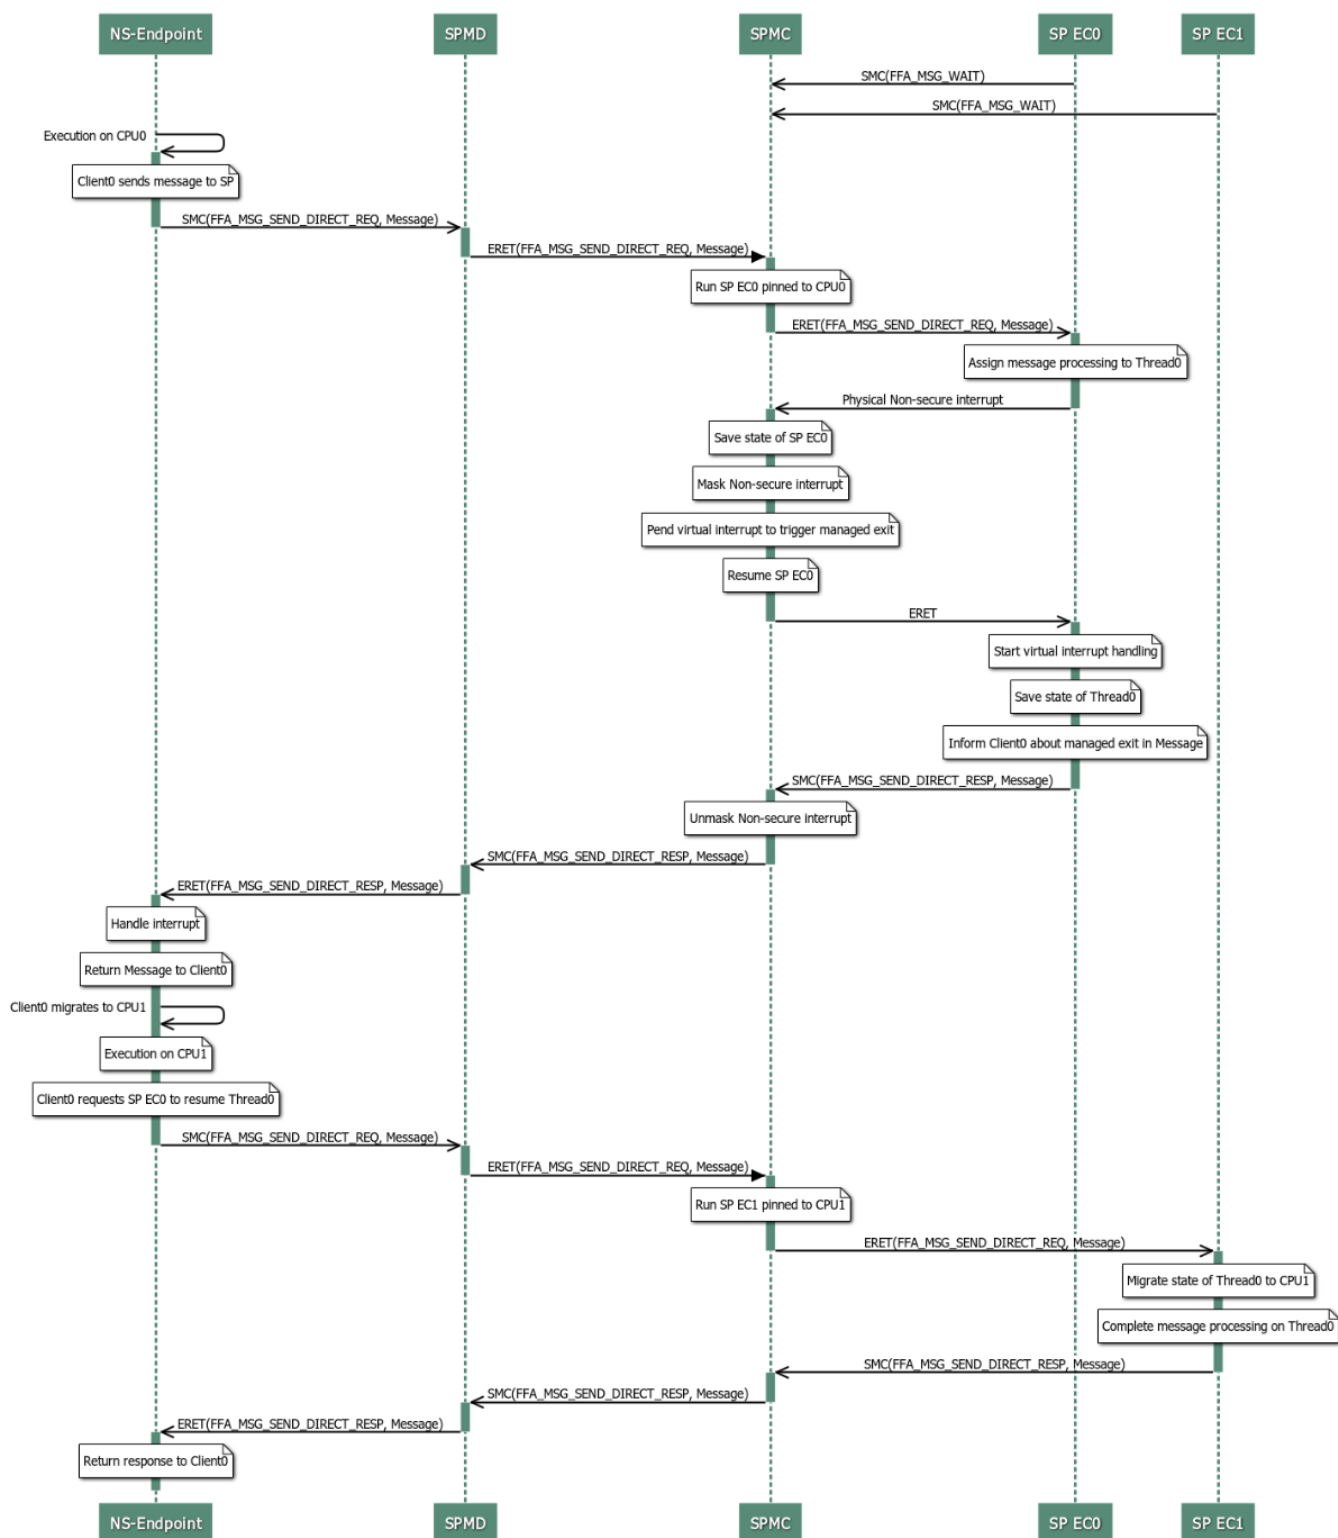 NS-Endpoint SPMD SPMC SP EC0 SP EC1
SMC(FFA_MSG_WAIT)
SMC(FFA_MSG_WAIT)
Execution on CPU0
Client0 sends message to SP
SMC(FFA_MSG_SEND_DIRECT_REQ, Message)
ERET(FFA_MSG_SEND_DIRECT_REQ, Message)
Run SP EC0 pinned to CPU0
ERET(FFA_MSG_SEND_DIRECT_REQ, Message)
Assign message processing to Thread0
Physical Non-secure interrupt
Save state of SP EC0
Mask Non-secure interrupt
Pend virtual interrupt to trigger managed exit
Resume SP EC0
ERET
Start virtual interrupt handling
Save state of Thread0
Inform Client0 about managed exit in Message
SMC(FFA_MSG_SEND_DIRECT_RESP, Message)
Unmask Non-secure interrupt
SMC(FFA_MSG_SEND_DIRECT_RESP, Message)
ERET(FFA_MSG_SEND_DIRECT_RESP, Message)
Handle interrupt
Return Message to Client0
Client0 migrates to CPU1
Execution on CPU1
Client0 requests SP EC0 to resume Thread0
SMC(FFA_MSG_SEND_DIRECT_REQ, Message)
ERET(FFA_MSG_SEND_DIRECT_REQ, Message)
Run SP EC1 pinned to CPU1
ERET(FFA_MSG_SEND_DIRECT_REQ, Message)
Migrate state of Thread0 to CPU1
Complete message processing on Thread0
SMC(FFA_MSG_SEND_DIRECT_RESP, Message)
SMC(FFA_MSG_SEND_DIRECT_RESP, Message)
ERET(FFA_MSG_SEND_DIRECT_RESP, Message)
Return response to Client0
NS-Endpoint SPMD SPMC SP EC0 SP EC1